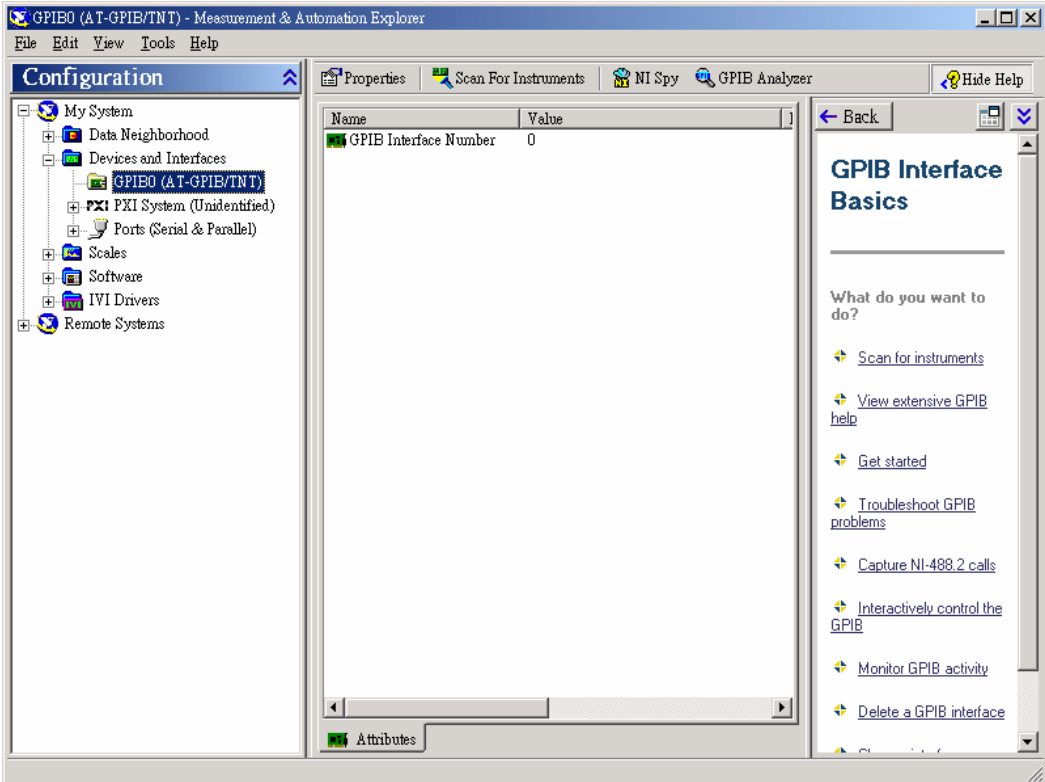 GPIB0 (AT-GPIB/TNT) - Measurement & Automation Explorer
File Edit View Tools Help
Configuration
Properties
Scan For Instruments
NI Spy
GPIB Analyzer
Hide Help
My System
Data Neighborhood
Devices and Interfaces
GPIB0 (AT-GPIB/TNT)
PXI PXI System (Unidentified)
Ports (Serial & Parallel)
Scales
Software
IVI Drivers
Remote Systems
Name Value
GPIB Interface Number 0
Attributes
Back
GPIB Interface
Basics
What do you want to
do?
Scan for instruments
View extensive GPIB
help
Get started
Troubleshoot GPIB
problems
Capture NI-488.2 calls
Interactively control the
GPIB
Monitor GPIB activity
Delete a GPIB interface